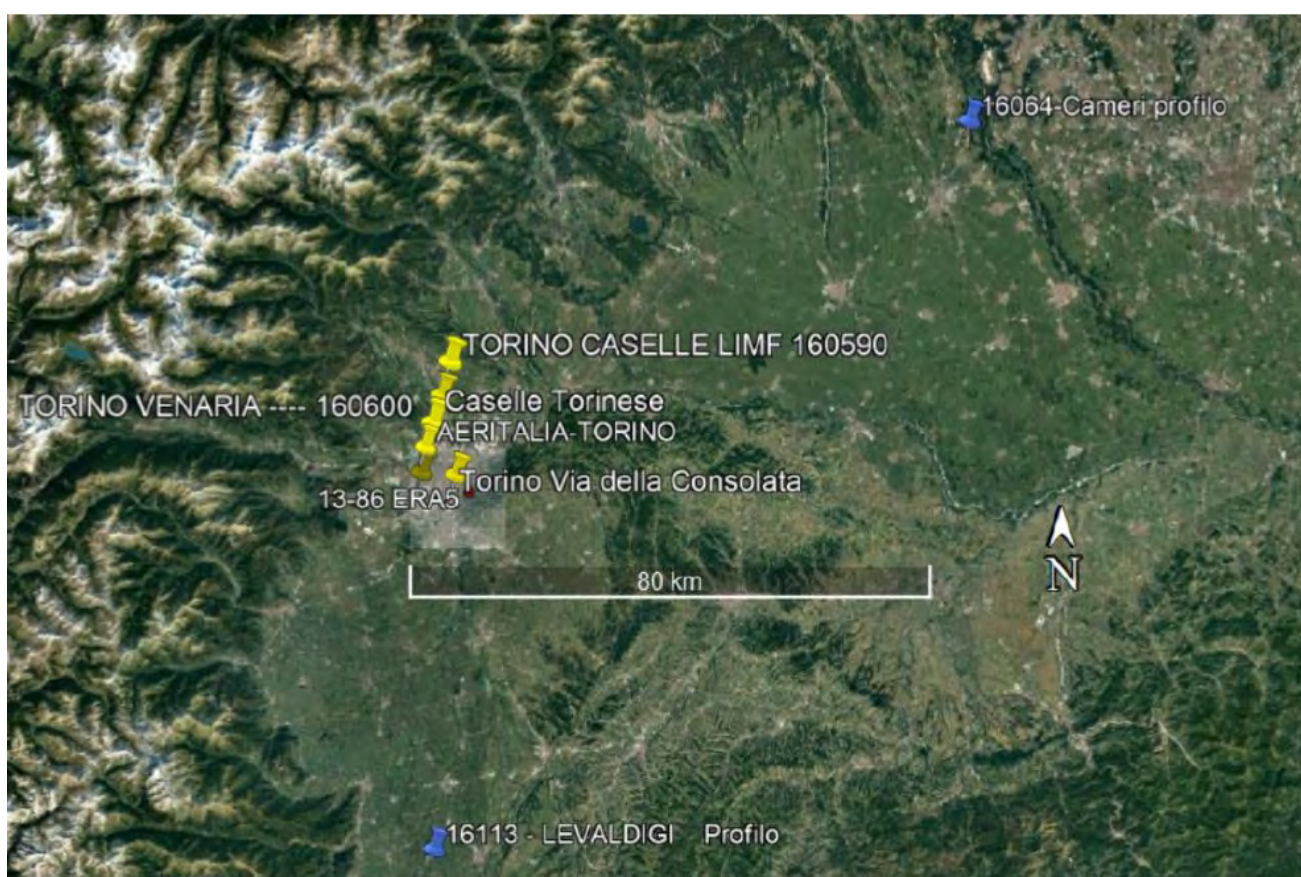 16064-Cameri profilo
TORINO CASELLE LIMF 160590
TORINO VENARIA ---- 160600
Caselle Torinese
AERITALIA-TORINO
Torino Via della Consolata
13-86 ERA5
N
80 km
16113 - LEVALDIGI Profilo